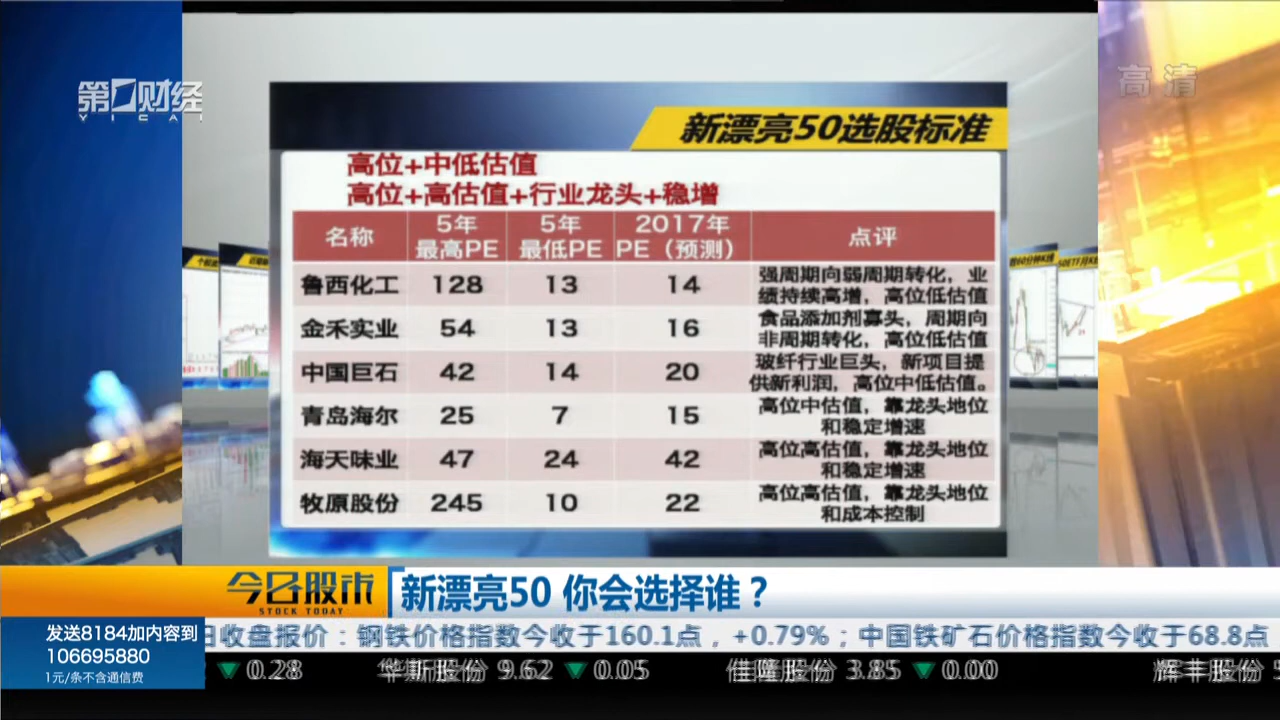 第一财经
YICAI
高清
新漂亮50选股标准
高位+中低估值
高位+高估值+行业龙头+稳增
名称
5年
最高PE
5年
最低PE
2017年
PE（预测）
点评
鲁西化工 128 13 14
强周期向弱周期转化，业
绩持续高增，高位低估值
金禾实业 54 13 16
食品添加剂寡头，周期向
非周期转化，高位低估值
中国巨石 42 14 20
玻纤行业巨头，新项目提
供新利润，高位中低估值。
青岛海尔 25 7 15
高位中估值，靠龙头地位
和稳定增速
海天味业 47 24 42
高位高估值，靠龙头地位
和稳定增速
牧原股份 245 10 22
高位高估值，靠龙头地位
和成本控制
今日股市
STOCK TODAY
新漂亮50 你会选择谁？
发送8184加内容到
106695880
1元/条不含通信费
日收盘报价：钢铁价格指数今收于160.1点，+0.79%；中国铁矿石价格指数今收于68.8点
▼0.28 华斯股份 9.62 ▼0.05 佳隆股份 3.85 ▼0.00 辉丰股份